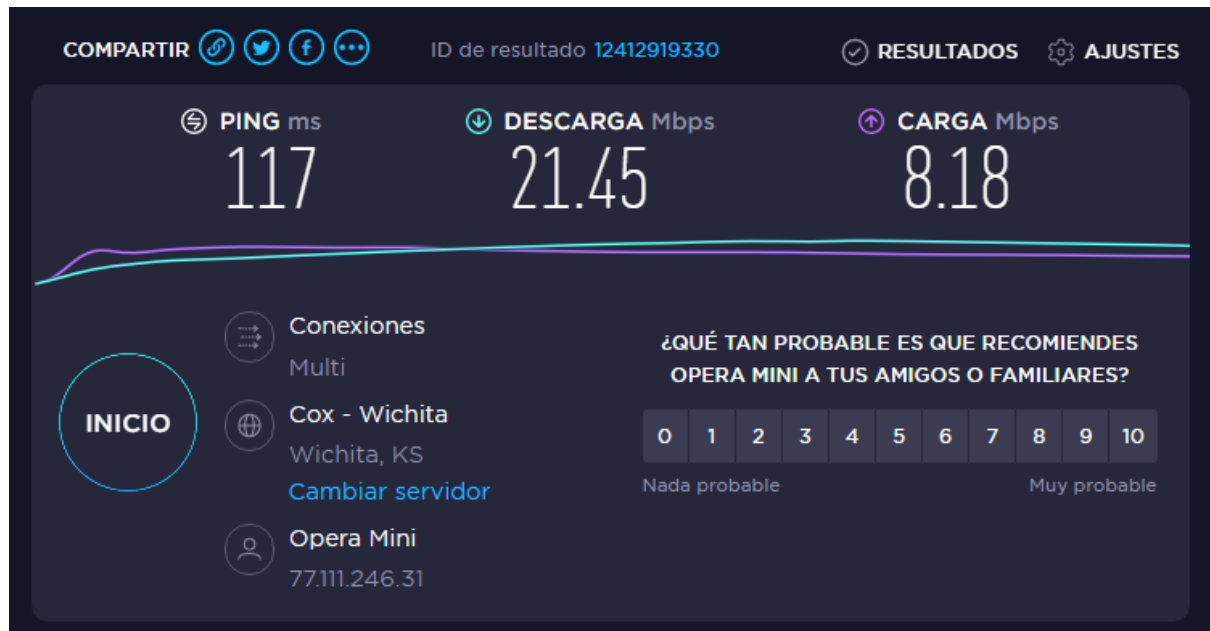 COMPARTIR ID de resultado 12412919330 RESULTADOS AJUSTES
PING ms DESCARGA Mbps CARGA Mbps
117 21.45 8.18
INICIO
Conexiones
Multi
Cox - Wichita
Wichita, KS
Cambiar servidor
Opera Mini
77.111.246.31
¿QUÉ TAN PROBABLE ES QUE RECOMIENDES
OPERA MINI A TUS AMIGOS O FAMILIARES?
0 1 2 3 4 5 6 7 8 9 10
Nada probable Muy probable